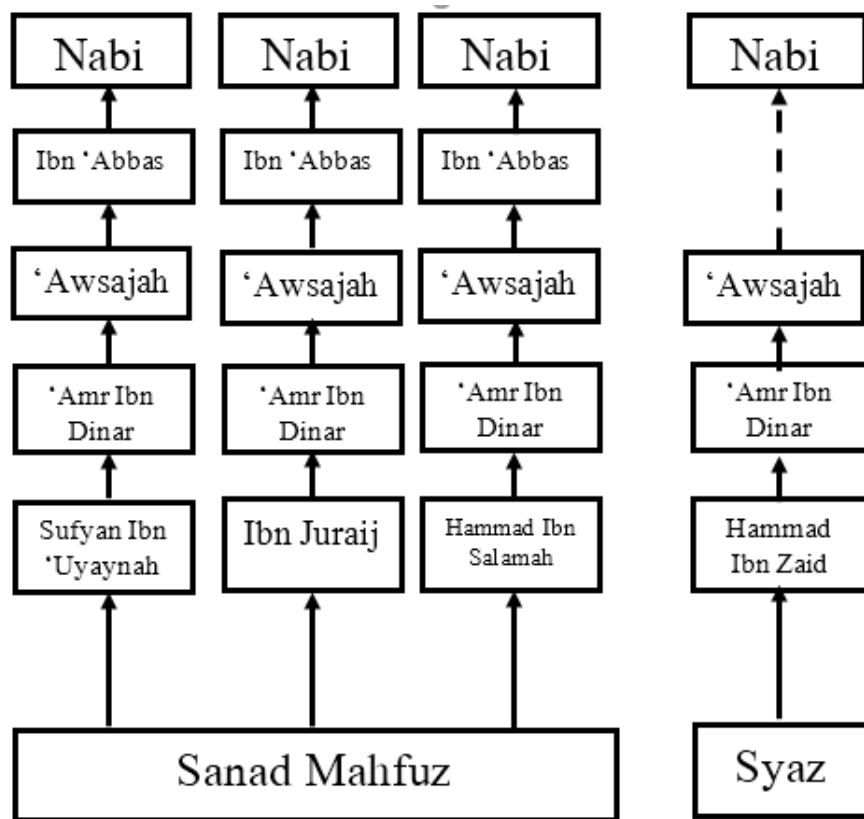 Nabi
Nabi
Nabi
Nabi
Ibn ‘Abbas
Ibn ‘Abbas
Ibn ‘Abbas
‘Awsajah
‘Awsajah
‘Awsajah
‘Awsajah
‘Amr Ibn
Dinar
‘Amr Ibn
Dinar
‘Amr Ibn
Dinar
‘Amr Ibn
Dinar
Sufyan Ibn
‘Uyaynah
Ibn Juraij
Hammad Ibn
Salamah
Hammad
Ibn Zaid
Sanad Mahfuz
Syaz